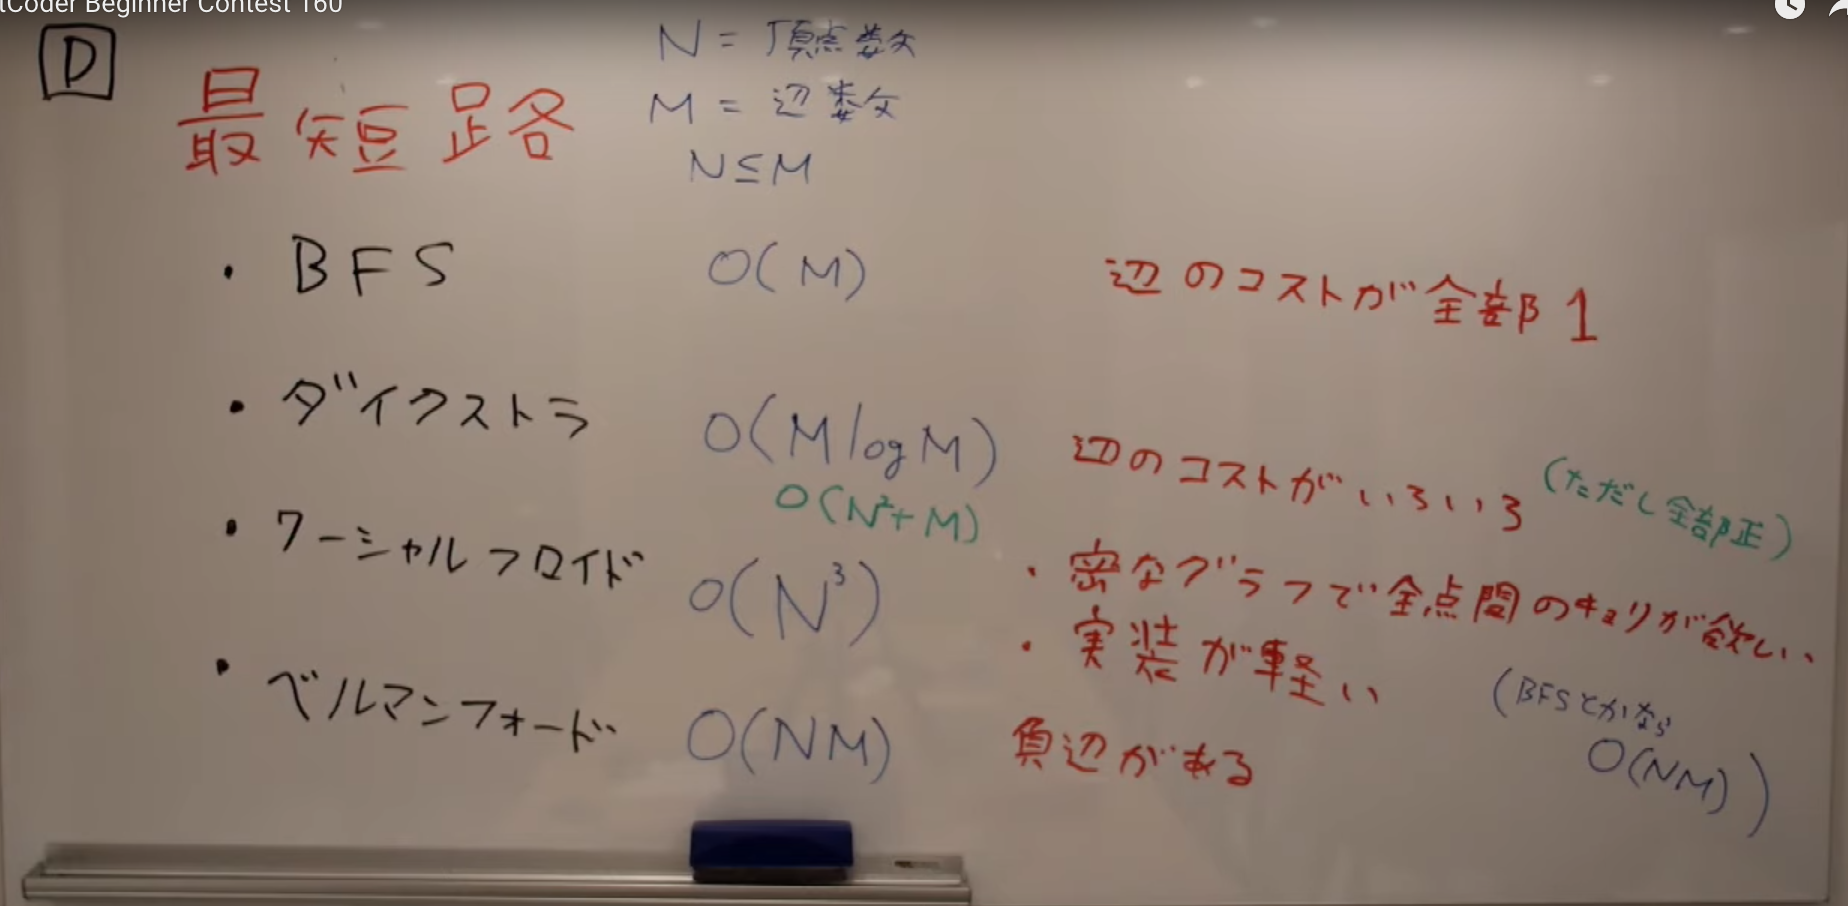 tCoder Beginner Contest 160
D
最短路
N = 頂点数
M = 辺数
N≦M
・BFS O(M) 辺のコストが全部1
・ダイクストラ O(MlogM) 辺のコストがいろいろ (ただし全部正)
O(N²+M)
・ワーシャルフロイド O(N³) ・密なグラフで全点間のキョリが欲しい、
・実装が軽い
・ベルマンフォード O(NM) 負辺がある
(BFSとかなら
O(NM))